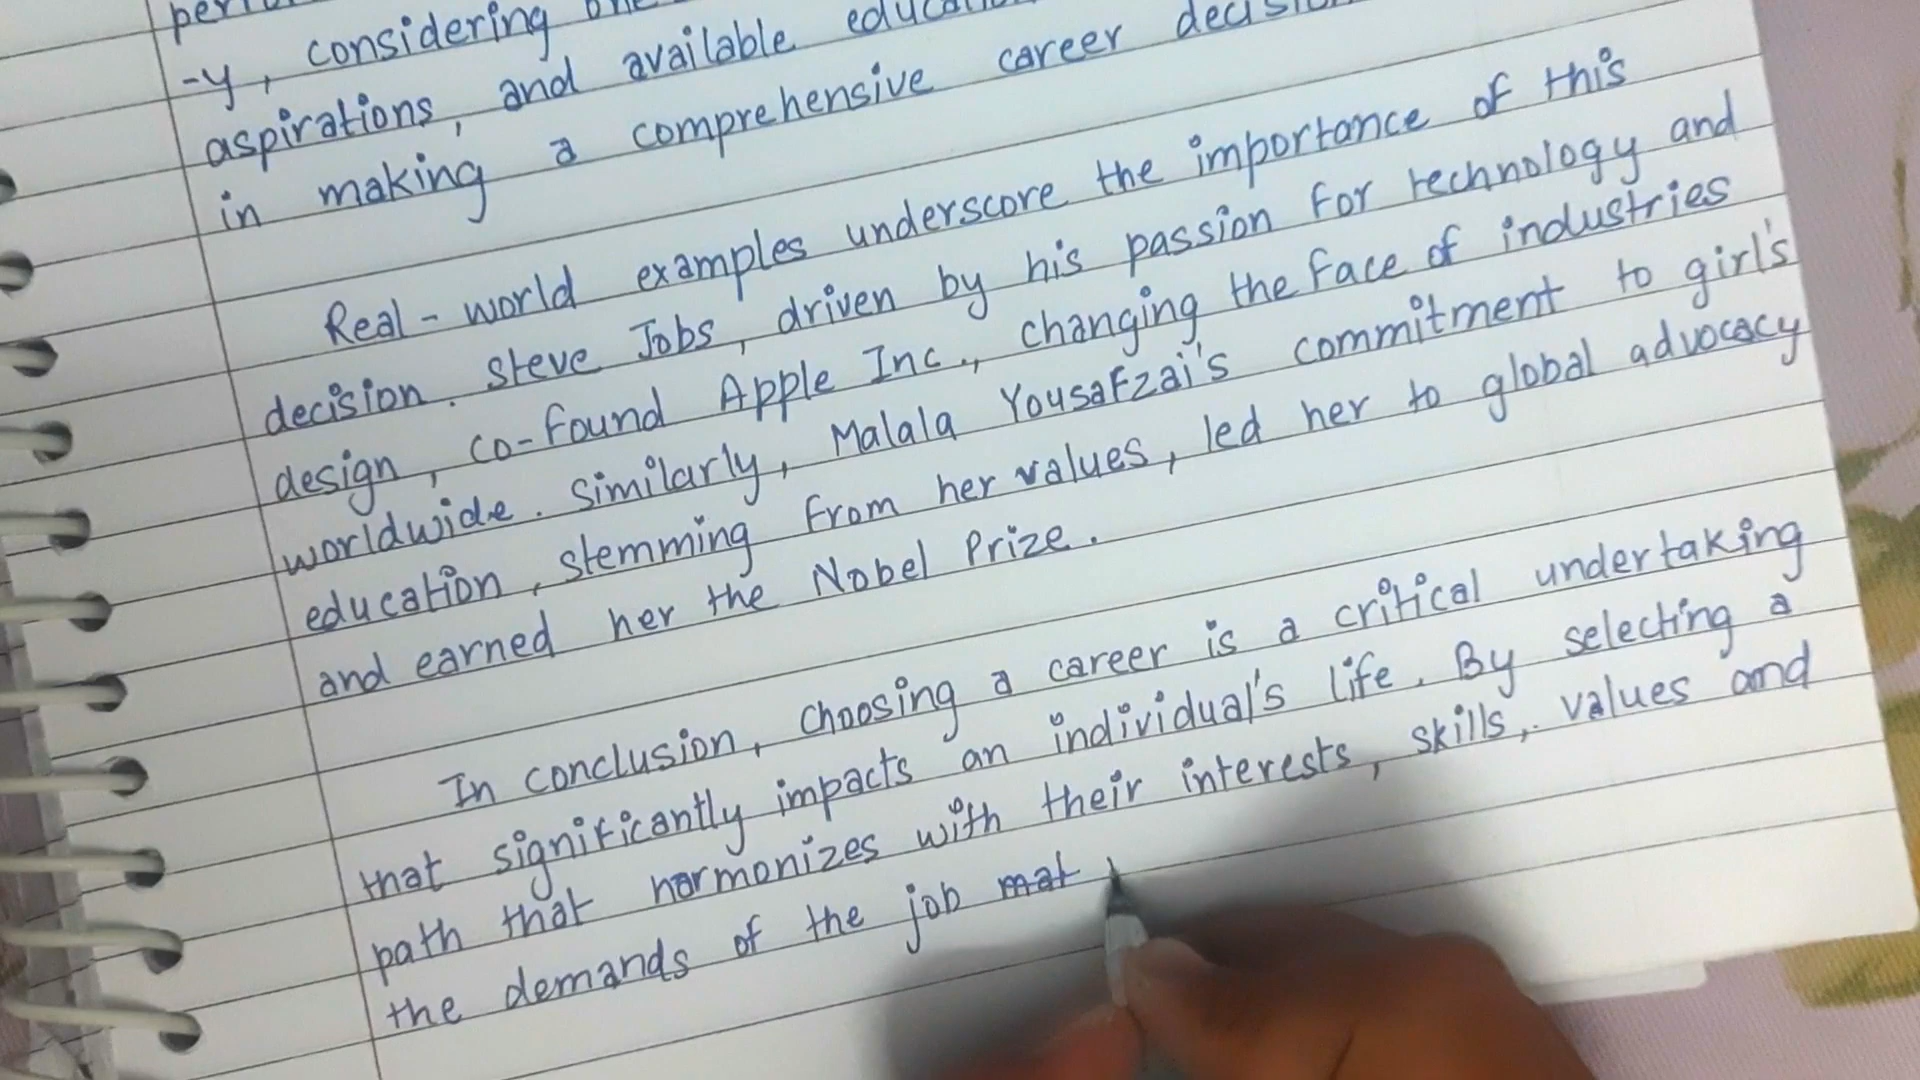 -y, considering
aspirations, and available
in making a comprehensive career
Real-world examples underscore the importance of this
decision. Steve Jobs, driven by his passion for technology and
design, co-found Apple Inc., changing the face of industries
worldwide. Similarly, Malala Yousafzai's commitment to girl's
education, stemming from her values, led her to global advocacy
and earned her the Nobel Prize.
In conclusion, choosing a career is a critical undertaking
that significantly impacts an individual's life. By selecting a
path that harmonizes with their interests, skills, values and
the demands of the job mat